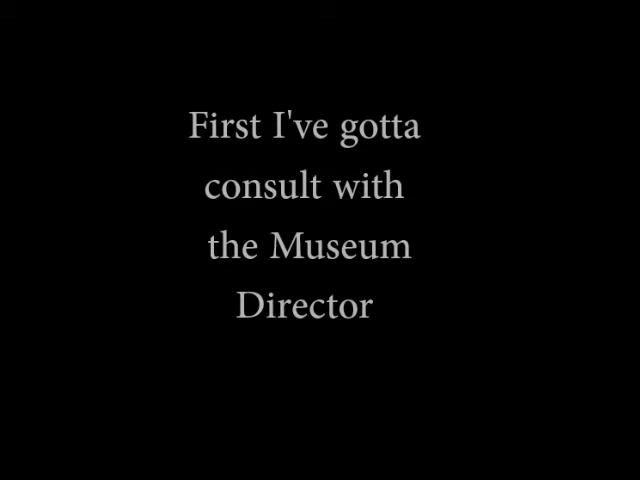 First I've gotta
consult with
the Museum
Director